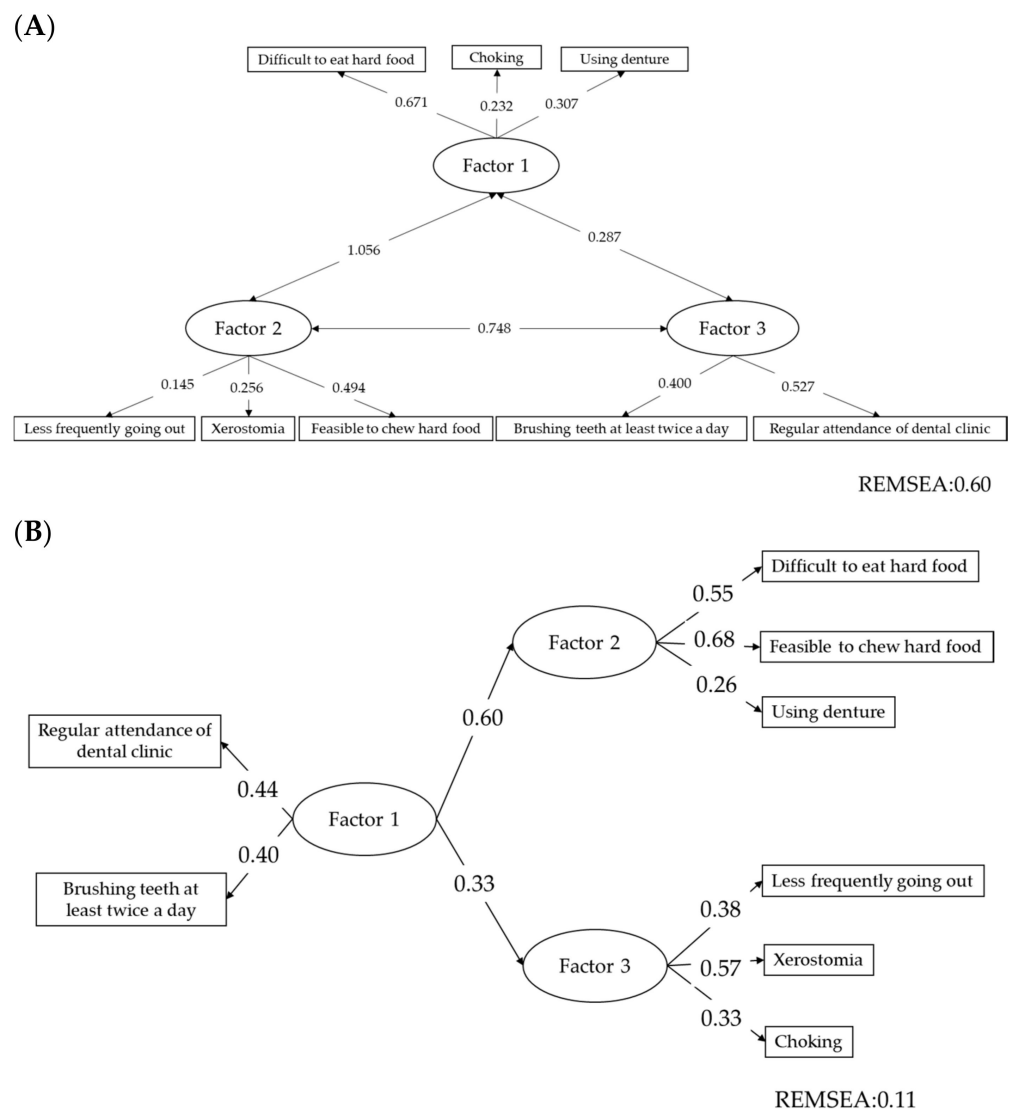 (A)
Difficult to eat hard food
Choking
Using denture
0.671
0.232
0.307
Factor 1
1.056
0.287
Factor 2
0.748
Factor 3
0.145
0.256
0.494
0.400
0.527
Less frequently going out
Xerostomia
Feasible to chew hard food
Brushing teeth at least twice a day
Regular attendance of dental clinic
REMSEA:0.60
(B)
Difficult to eat hard food
0.55
Factor 2
0.68
Feasible to chew hard food
0.26
Using denture
0.60
Regular attendance of
dental clinic
0.44
Factor 1
0.40
Brushing teeth at
least twice a day
0.33
Less frequently going out
0.38
Factor 3
0.57
Xerostomia
0.33
Choking
REMSEA:0.11